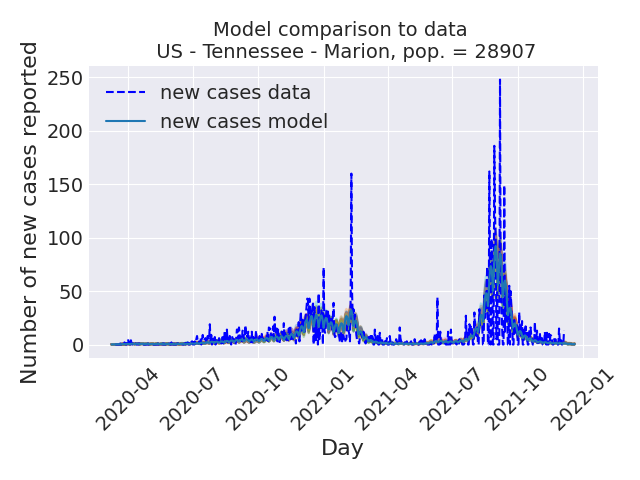 Model comparison to data
US - Tennessee - Marion, pop. = 28907
Number of new cases reported
250
200
150
100
50
0
new cases data
new cases model
2020-04
2020-07
2020-10
2021-01
2021-04
2021-07
2021-10
2022-01
Day